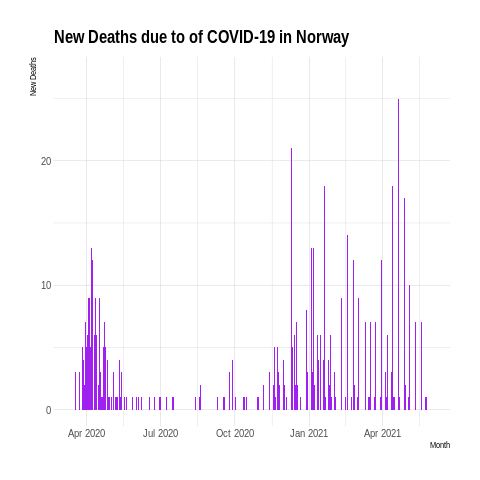 New Deaths due to of COVID-19 in Norway
New Deaths
20
10
0
Apr 2020 Jul 2020 Oct 2020 Jan 2021 Apr 2021
Month